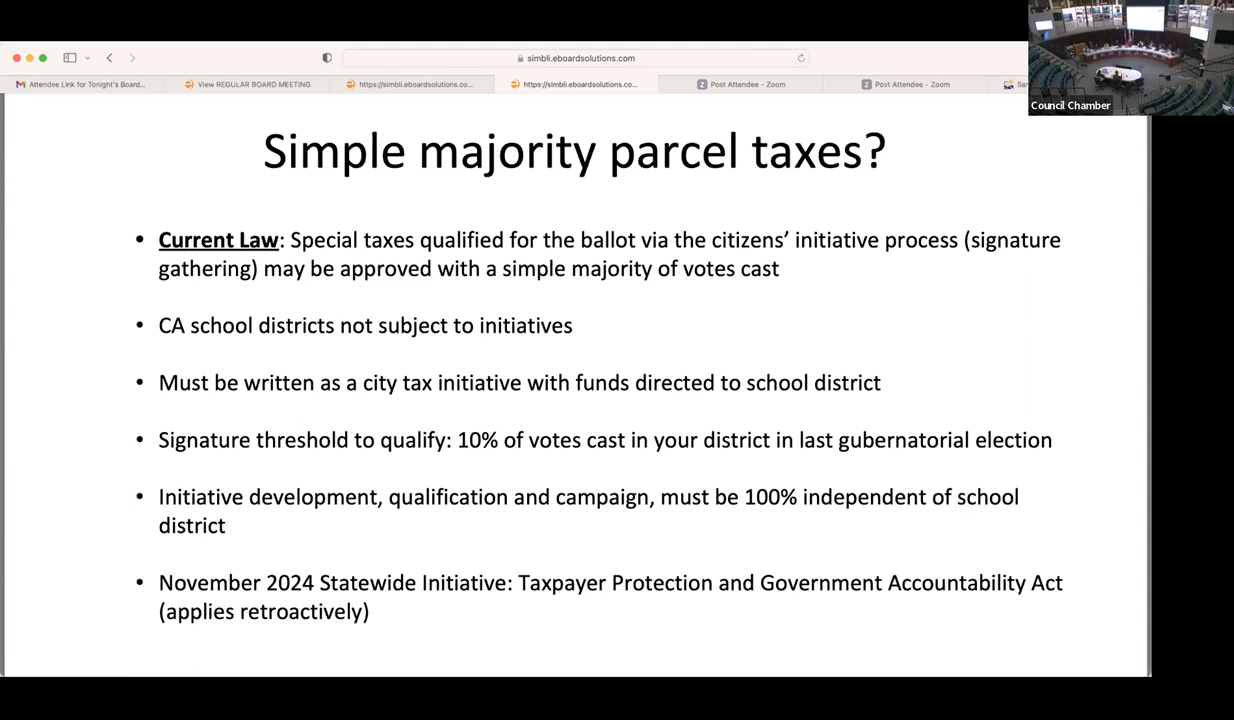 simbli.eboardsolutions.com
Attendee Link for Tonight's Board...
View REGULAR BOARD MEETING
https://simbli.eboardsolutions.com...
https://simbli.eboardsolutions.co...
Post Attendee - Zoom
Post Attendee - Zoom
Council Chamber
Simple majority parcel taxes?
• Current Law: Special taxes qualified for the ballot via the citizens’ initiative process (signature
gathering) may be approved with a simple majority of votes cast
• CA school districts not subject to initiatives
• Must be written as a city tax initiative with funds directed to school district
• Signature threshold to qualify: 10% of votes cast in your district in last gubernatorial election
• Initiative development, qualification and campaign, must be 100% independent of school
district
• November 2024 Statewide Initiative: Taxpayer Protection and Government Accountability Act
(applies retroactively)